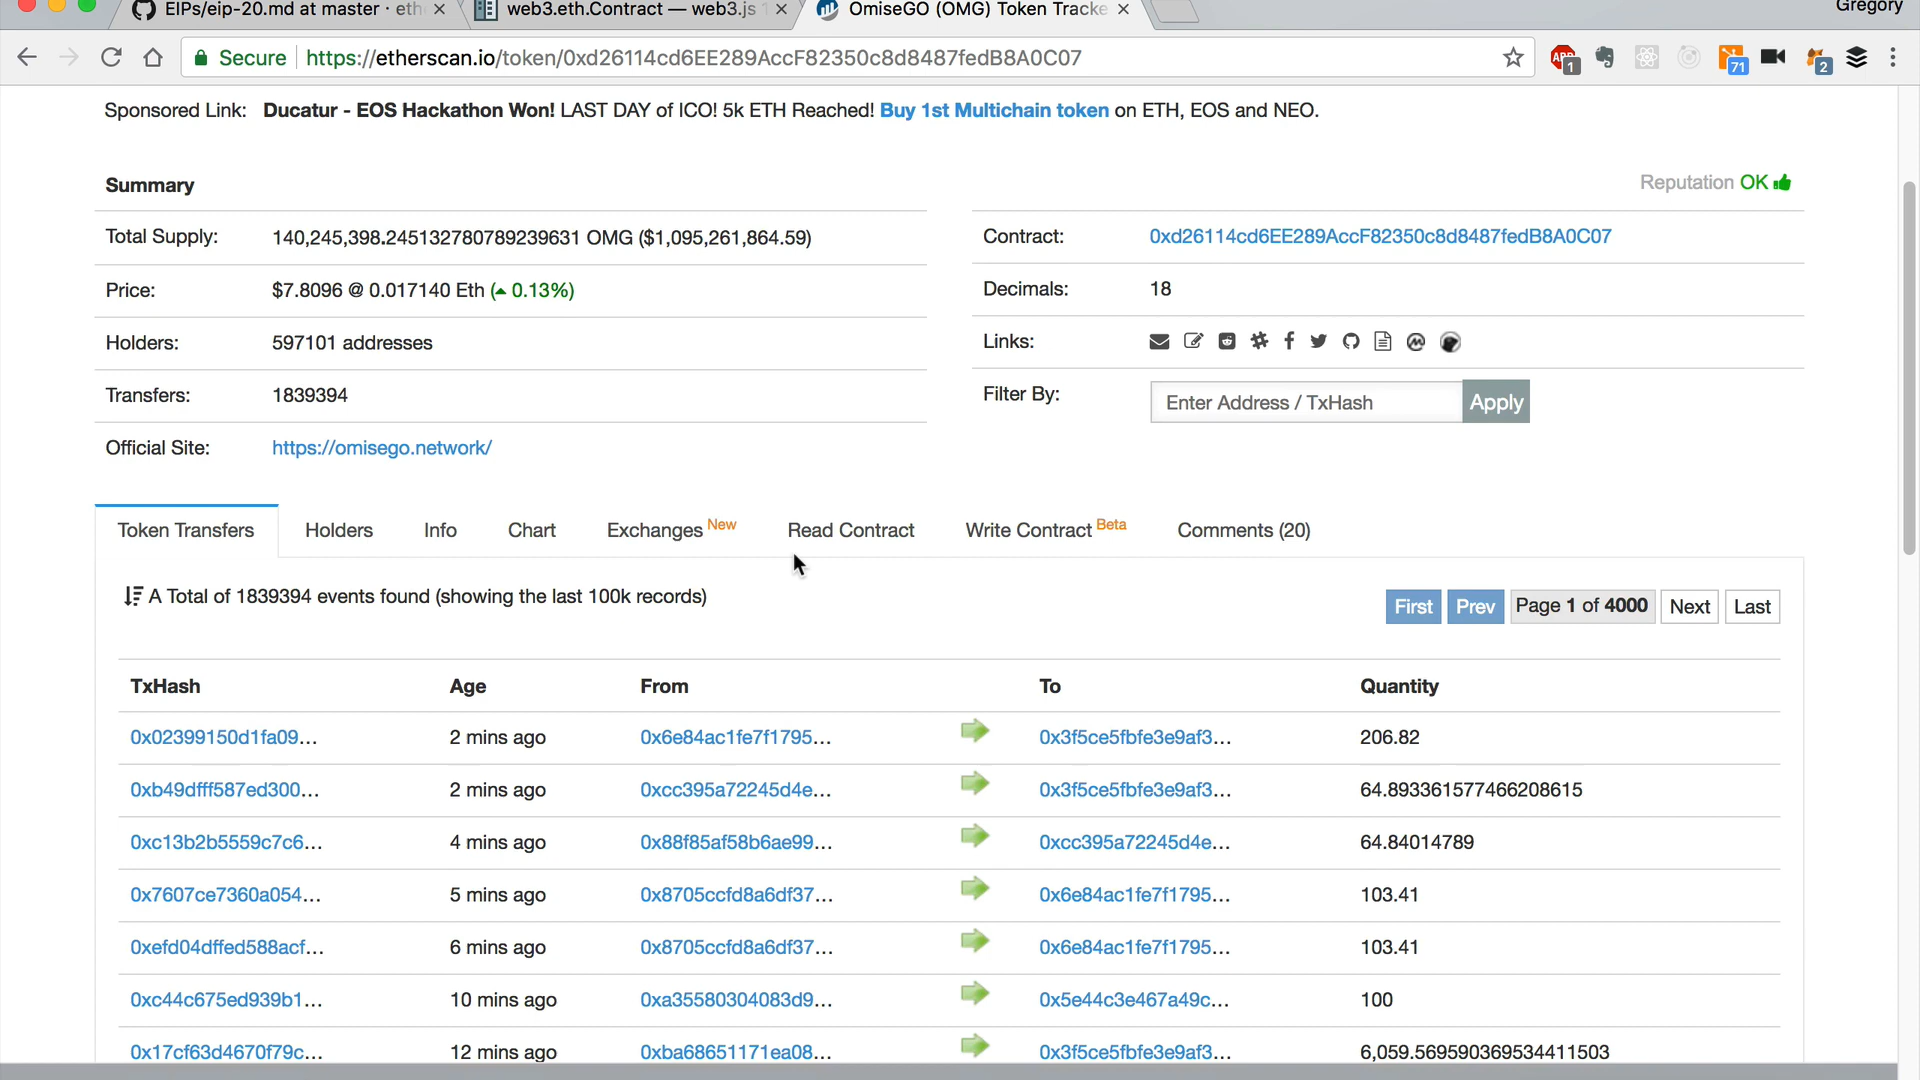 Gregory
EIPs/eip-20.md at master · eth
web3.eth.Contract — web3.js 1
OmiseGO (OMG) Token Tracke
Secure
https://etherscan.io/token/0xd26114cd6EE289AccF82350c8d8487fedB8A0C07
ABP
1
71
2
Sponsored Link: Ducatur - EOS Hackathon Won! LAST DAY of ICO! 5k ETH Reached! Buy 1st Multichain token on ETH, EOS and NEO.
Summary
Reputation OK
Total Supply: 140,245,398.245132780789239631 OMG ($1,095,261,864.59)
Contract: 0xd26114cd6EE289AccF82350c8d8487fedB8A0C07
Price: $7.8096 @ 0.017140 Eth (0.13%)
Decimals: 18
Holders: 597101 addresses
Links:
Transfers: 1839394
Filter By: Enter Address / TxHash Apply
Official Site: https://omisego.network/
Token Transfers Holders Info Chart Exchanges New Read Contract Write Contract Beta Comments (20)
A Total of 1839394 events found (showing the last 100k records)
First Prev Page 1 of 4000 Next Last
TxHash Age From To Quantity
0x02399150d1fa09... 2 mins ago 0x6e84ac1fe7f1795... 0x3f5ce5fbfe3e9af3... 206.82
0xb49dfff587ed300... 2 mins ago 0xcc395a72245d4e... 0x3f5ce5fbfe3e9af3... 64.893361577466208615
0xc13b2b5559c7c6... 4 mins ago 0x88f85af58b6ae99... 0xcc395a72245d4e... 64.84014789
0x7607ce7360a054... 5 mins ago 0x8705ccfd8a6df37... 0x6e84ac1fe7f1795... 103.41
0xefd04dffed588acf... 6 mins ago 0x8705ccfd8a6df37... 0x6e84ac1fe7f1795... 103.41
0xc44c675ed939b1... 10 mins ago 0xa35580304083d9... 0x5e44c3e467a49c... 100
0x17cf63d4670f79c... 12 mins ago 0xba68651171ea08... 0x3f5ce5fbfe3e9af3... 6,059.569590369534411503